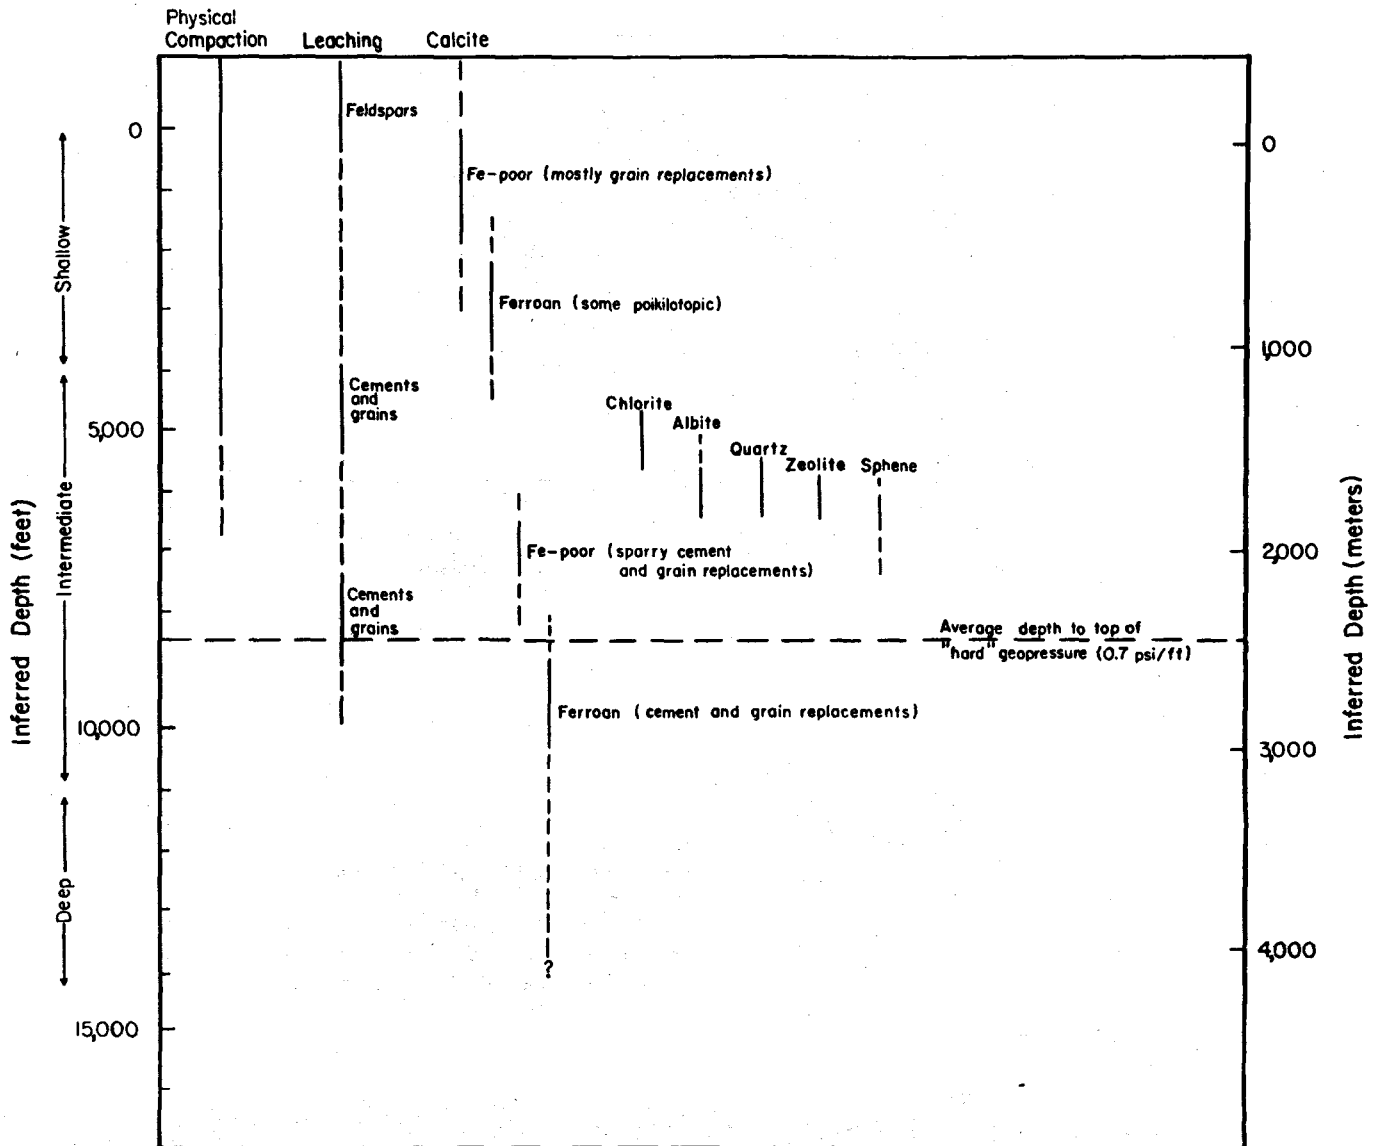 Physical
Compaction
Leaching
Calcite
Feldspars
0
0
Fe-poor (mostly grain replacements)
Shallow
Ferroan (some poikilotopic)
1,000
Cements
and
grains
Chlorite
Albite
5,000
Quartz
Zeolite
Sphene
Inferred Depth (feet)
Intermediate
Inferred Depth (meters)
Fe-poor (sparry cement
and grain replacements)
2,000
Cements
and
grains
Average depth to top of
"hard" geopressure (0.7 psi/ft)
Ferroan (cement and grain replacements)
10,000
3,000
Deep
4,000
?
15,000